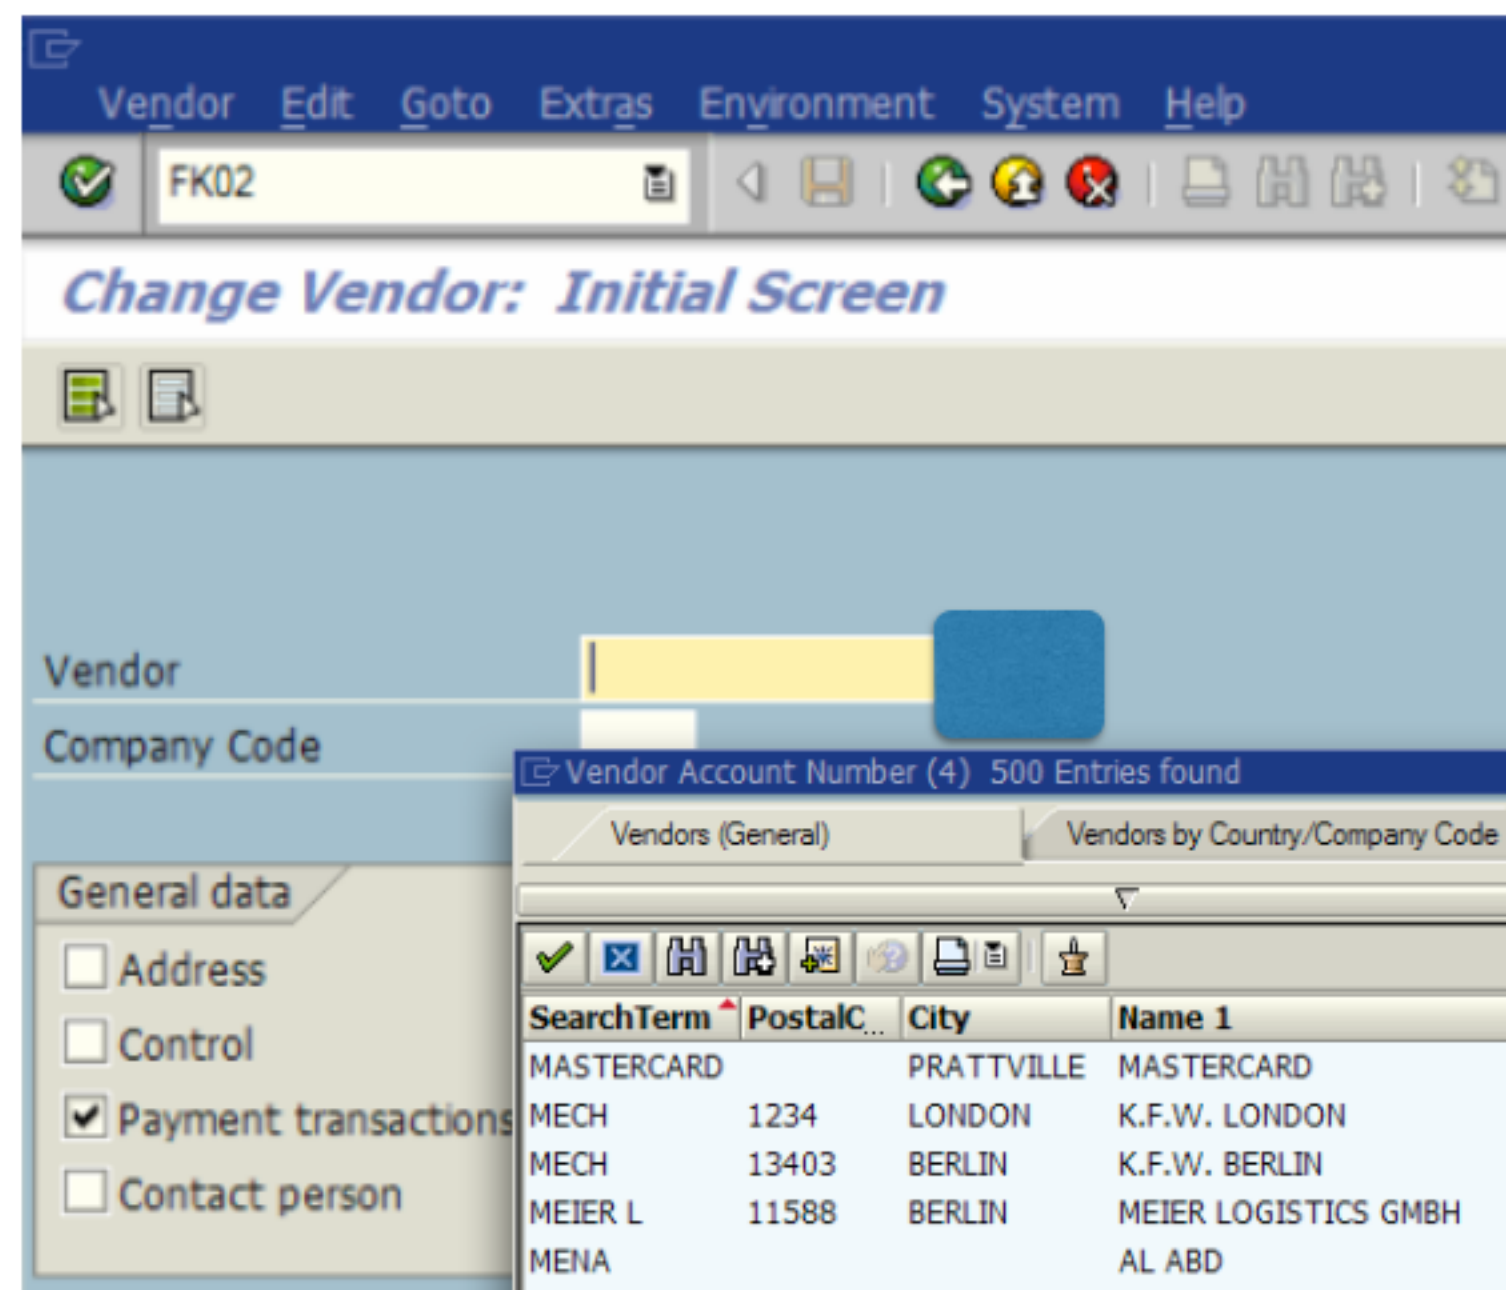 Vendor Edit Goto Extras Environment System Help
FK02
Change Vendor: Initial Screen
Vendor
Company Code
Vendor Account Number (4) 500 Entries found
Vendors (General) Vendors by Country/Company Code
General data
Address
Control
Payment transactions
Contact person
SearchTerm PostalC... City Name 1
MASTERCARD PRATTVILLE MASTERCARD
MECH 1234 LONDON K.F.W. LONDON
MECH 13403 BERLIN K.F.W. BERLIN
MEIER L 11588 BERLIN MEIER LOGISTICS GMBH
MENA AL ABD